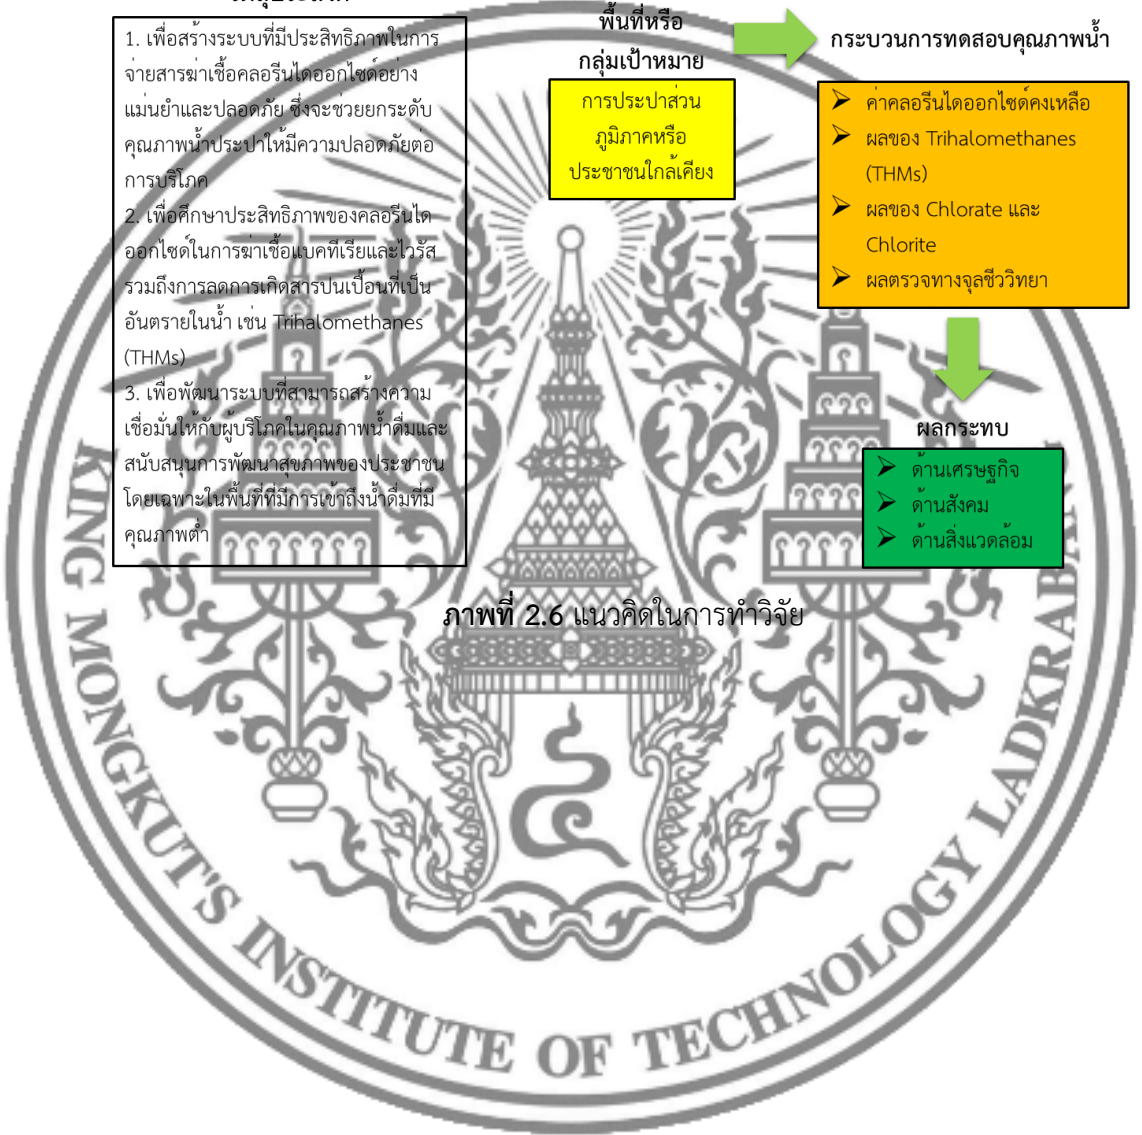 1. เพื่อสร้างระบบที่มีประสิทธิภาพในการ
จ่ายสารฆ่าเชื้อคลอรีนไดออกไซด์อย่าง
แม่นยำและปลอดภัย ซึ่งจะช่วยยกระดับ
คุณภาพน้ำประปาให้มีความปลอดภัยต่อ
การบริโภค
2. เพื่อศึกษาประสิทธิภาพของคลอรีนได
ออกไซด์ในการฆ่าเชื้อแบคทีเรียและไวรัส
รวมถึงการลดการเกิดสารปนเปื้อนที่เป็น
อันตรายในน้ำ เช่น Trihalomethanes
(THMs)
3. เพื่อพัฒนาระบบที่สามารถสร้างความ
เชื่อมั่นให้กับผู้บริโภคในคุณภาพน้ำดื่มและ
สนับสนุนการพัฒนาสุขภาพของประชาชน
โดยเฉพาะในพื้นที่ที่มีการเข้าถึงน้ำดื่มที่มี
คุณภาพต่ำ
พื้นที่หรือ
กลุ่มเป้าหมาย
การประปาส่วน
ภูมิภาคหรือ
ประชาชนใกล้เคียง
กระบวนการทดสอบคุณภาพน้ำ
➢ ค่าคลอรีนไดออกไซด์คงเหลือ
➢ ผลของ Trihalomethanes
(THMs)
➢ ผลของ Chlorate และ
Chlorite
➢ ผลตรวจทางจุลชีววิทยา
ผลกระทบ
➢ ด้านเศรษฐกิจ
➢ ด้านสังคม
➢ ด้านสิ่งแวดล้อม
ภาพที่ 2.6 แนวคิดในการทำวิจัย
KING MONGKUT'S INSTITUTE OF TECHNOLOGY LADKRABANG